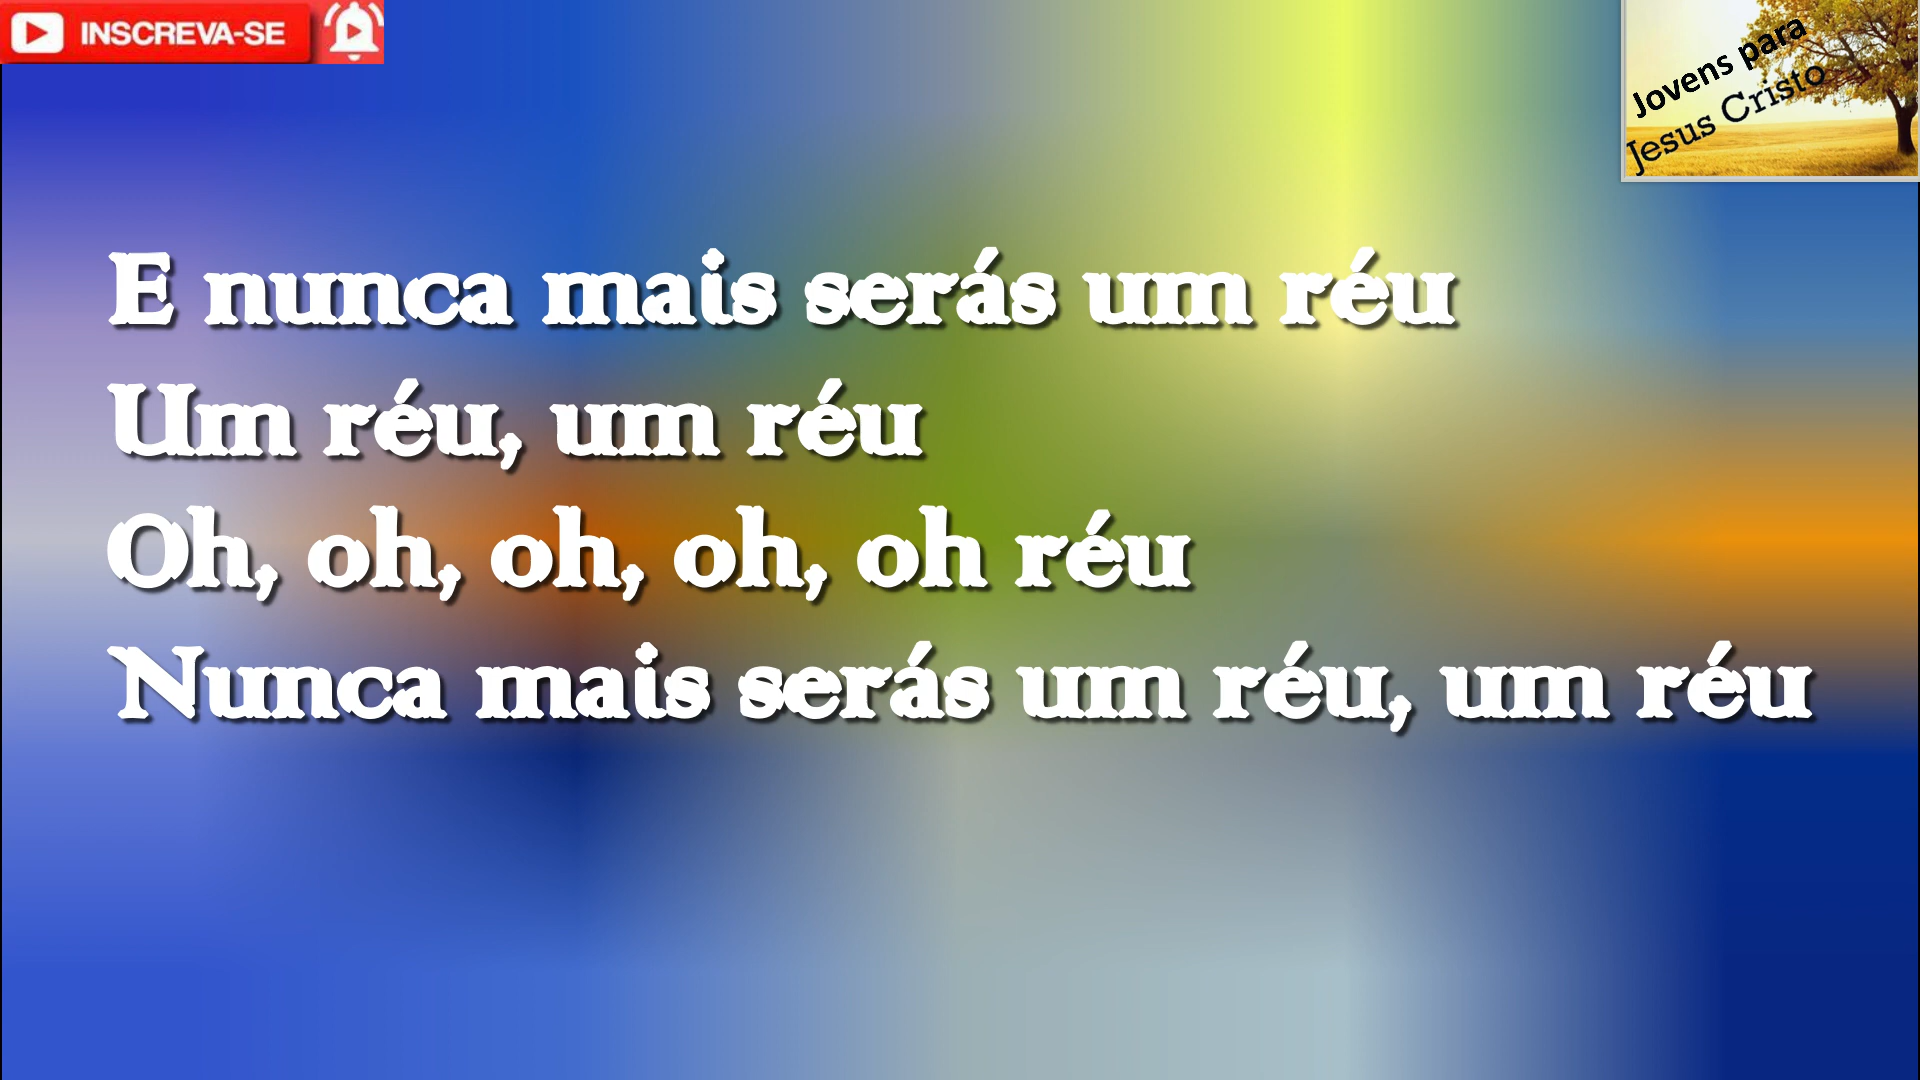 INSCREVA-SE
Jovens para
Jesus Cristo
E nunca mais serás um réu
Um réu, um réu
Oh, oh, oh, oh, oh réu
Nunca mais serás um réu, um réu